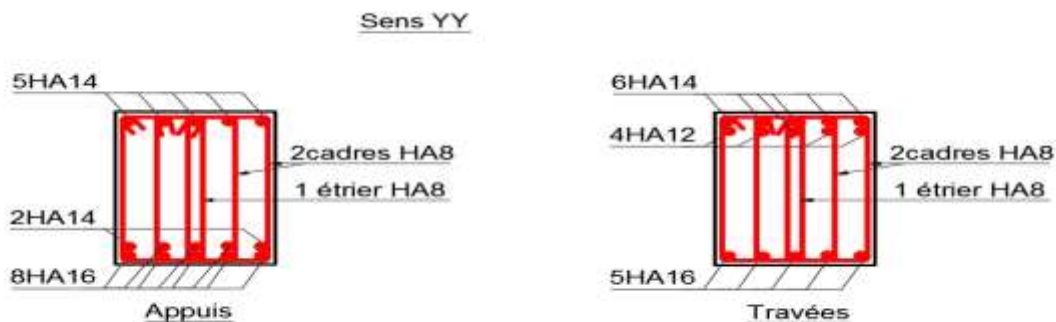 Sens YY
5HA14
2cadres HA8
1 étrier HA8
2HA14
8HA16
Appuis
6HA14
4HA12
2cadres HA8
1 étrier HA8
5HA16
Travées